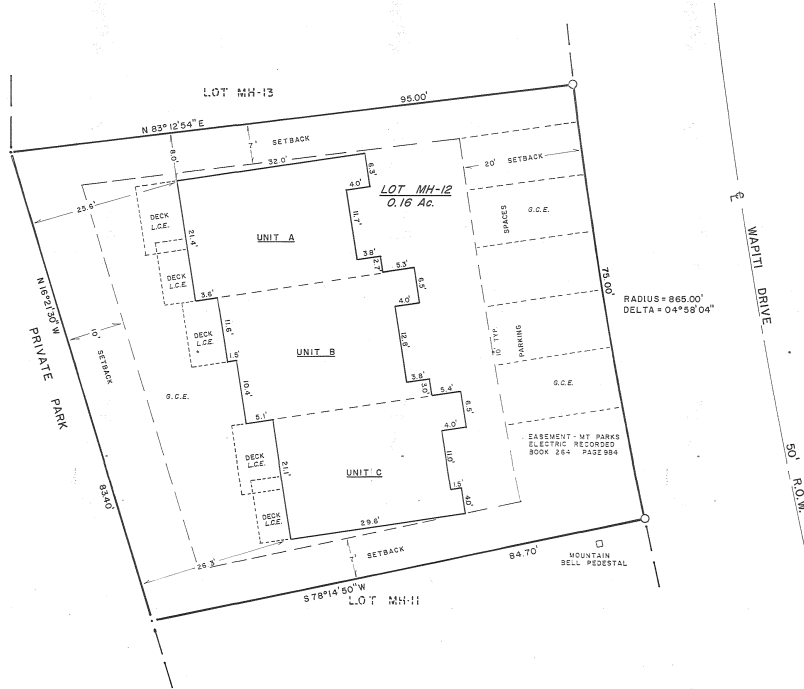 LOT MH-13
95.00'
N 83° 12' 54" E
7' SETBACK
8.0'
32.0'
6.3'
4.0'
LOT MH-12
0.16 Ac.
20' SETBACK
25.6'
DECK
L.C.E.
21.4'
UNIT A
11.7'
SPACES
G.C.E.
3.8'
2.7'
5.3'
DECK
L.C.E.
3.6'
6.5'
4.0'
N 16° 21' 30" W
PRIVATE PARK
10' SETBACK
DECK
L.C.E.
11.6'
1.5'
UNIT B
12.8'
10' TYP.
PARKING
75.00'
RADIUS = 865.00'
DELTA = 04° 58' 04"
℄ WAPITI DRIVE
G.C.E.
10.4'
3.8'
3.0'
5.4'
G.C.E.
5.1'
6.5'
4.0'
EASEMENT - MT PARKS
ELECTRIC RECORDED
BOOK 264 PAGE 984
DECK
L.C.E.
21.1'
UNIT C
11.0'
1.5'
4.0'
83.40'
50' R.O.W.
DECK
L.C.E.
29.6'
26.3'
7' SETBACK
84.70'
MOUNTAIN
BELL PEDESTAL
S 78° 14' 50" W
LOT MH-11